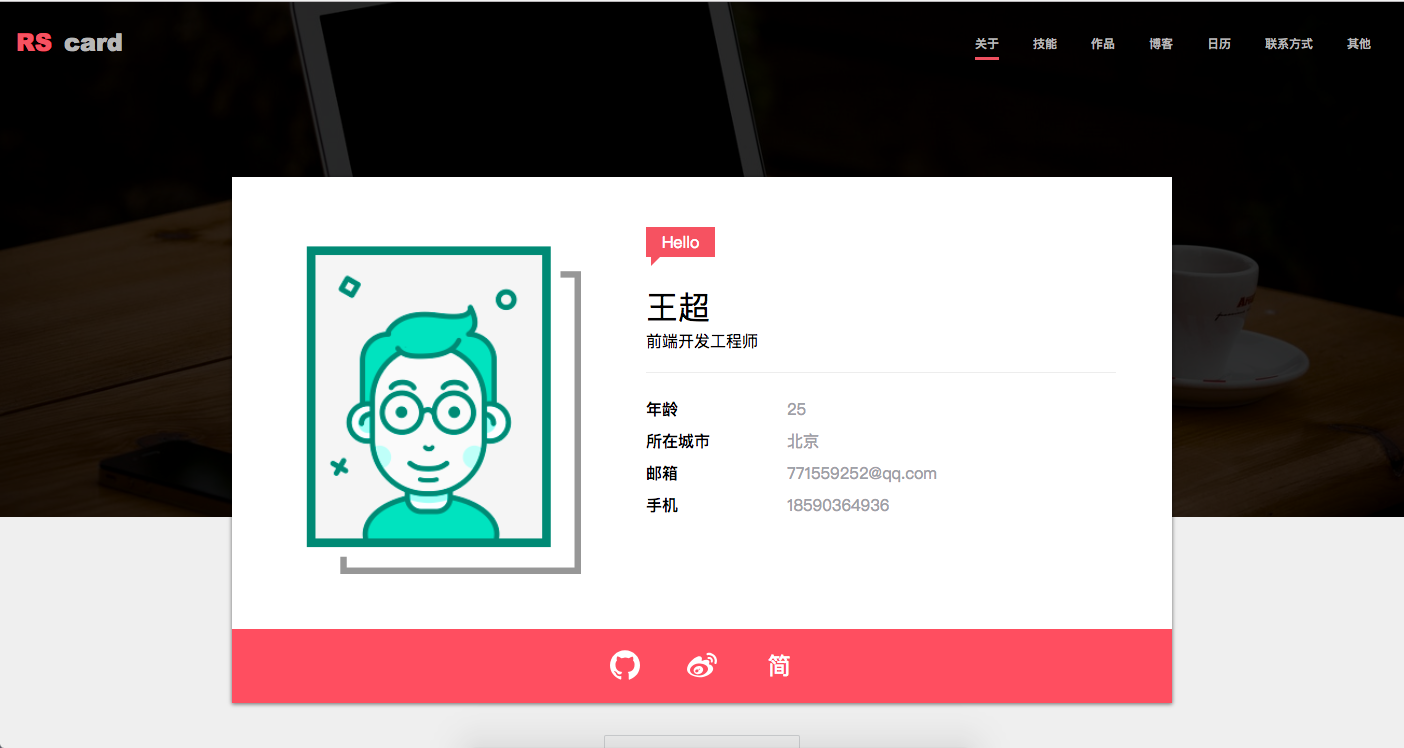 RS card
关于 技能 作品 博客 日历 联系方式 其他
Hello
王超
前端开发工程师
年龄 25
所在城市 北京
邮箱 771559252@qq.com
手机 18590364936
简